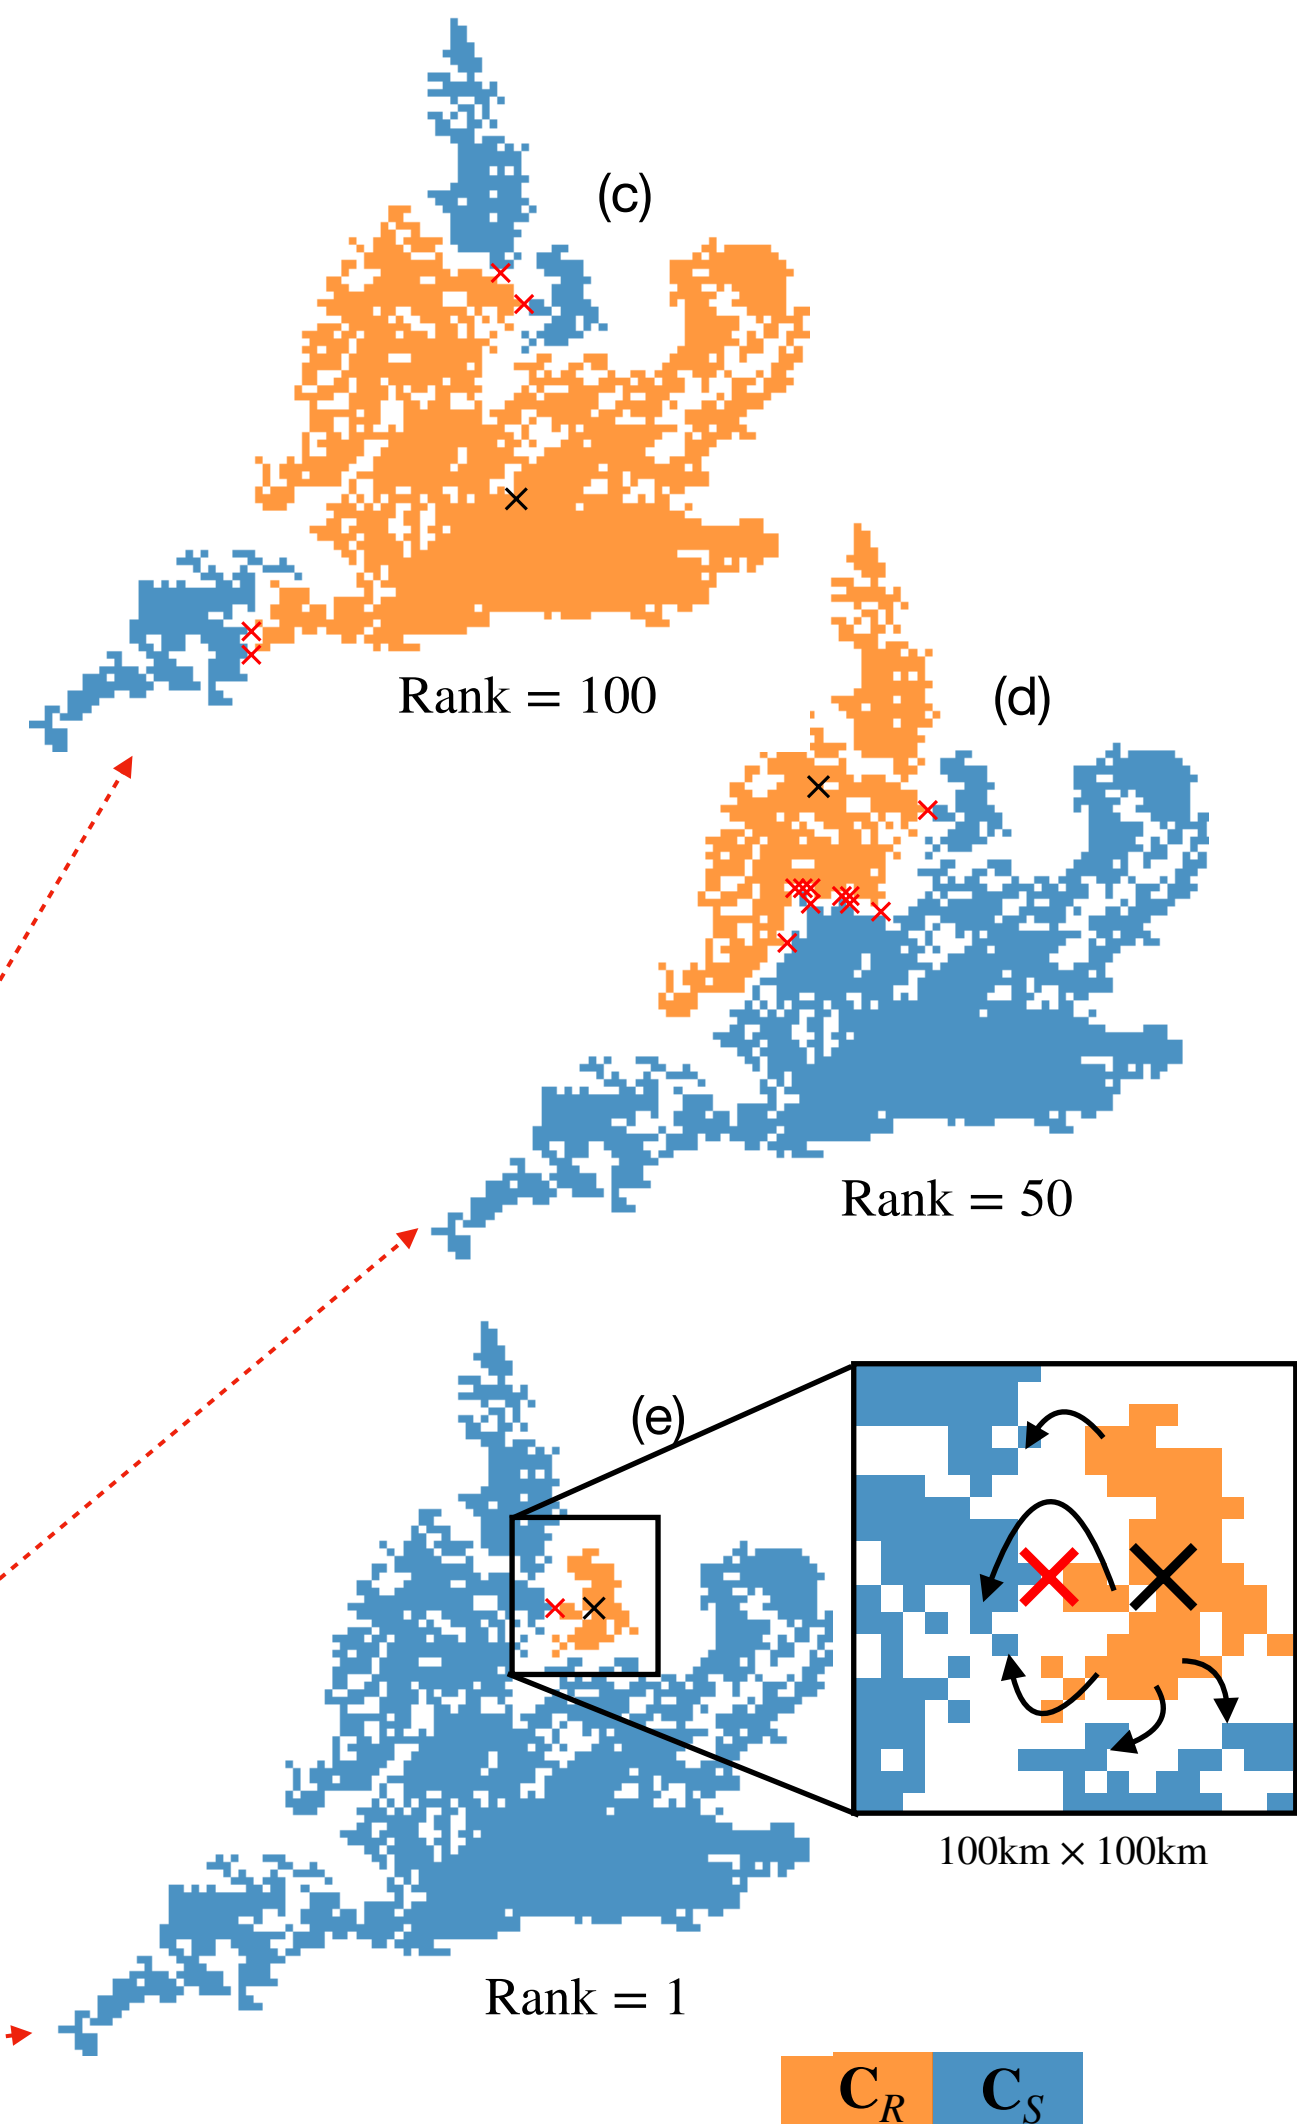 (c)
Rank = 100
(d)
Rank = 50
(e)
100km × 100km
Rank = 1
C_R C_S